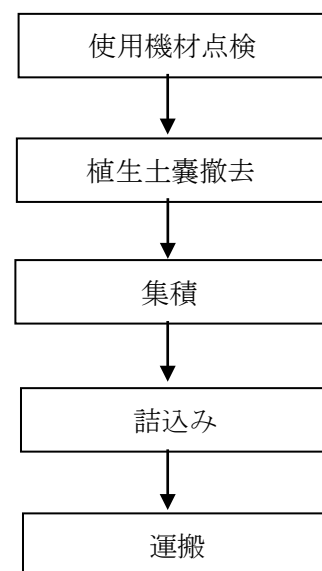 使用機材点検
植生土嚢撤去
集積
詰込み
運搬